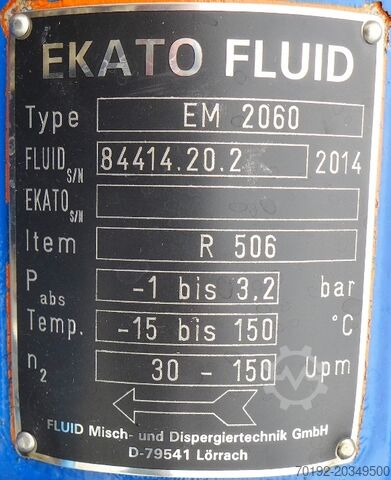 EKATO FLUID
Type EM 2060
FLUID S/N 84414.20.2 2014
EKATO S/N
Item R 506
P abs -1 bis 3,2 bar
Temp. -15 bis 150 °C
n2 30 - 150 Upm
FLUID Misch- und Dispergiertechnik GmbH
D-79541 Lörrach
70192-20349500